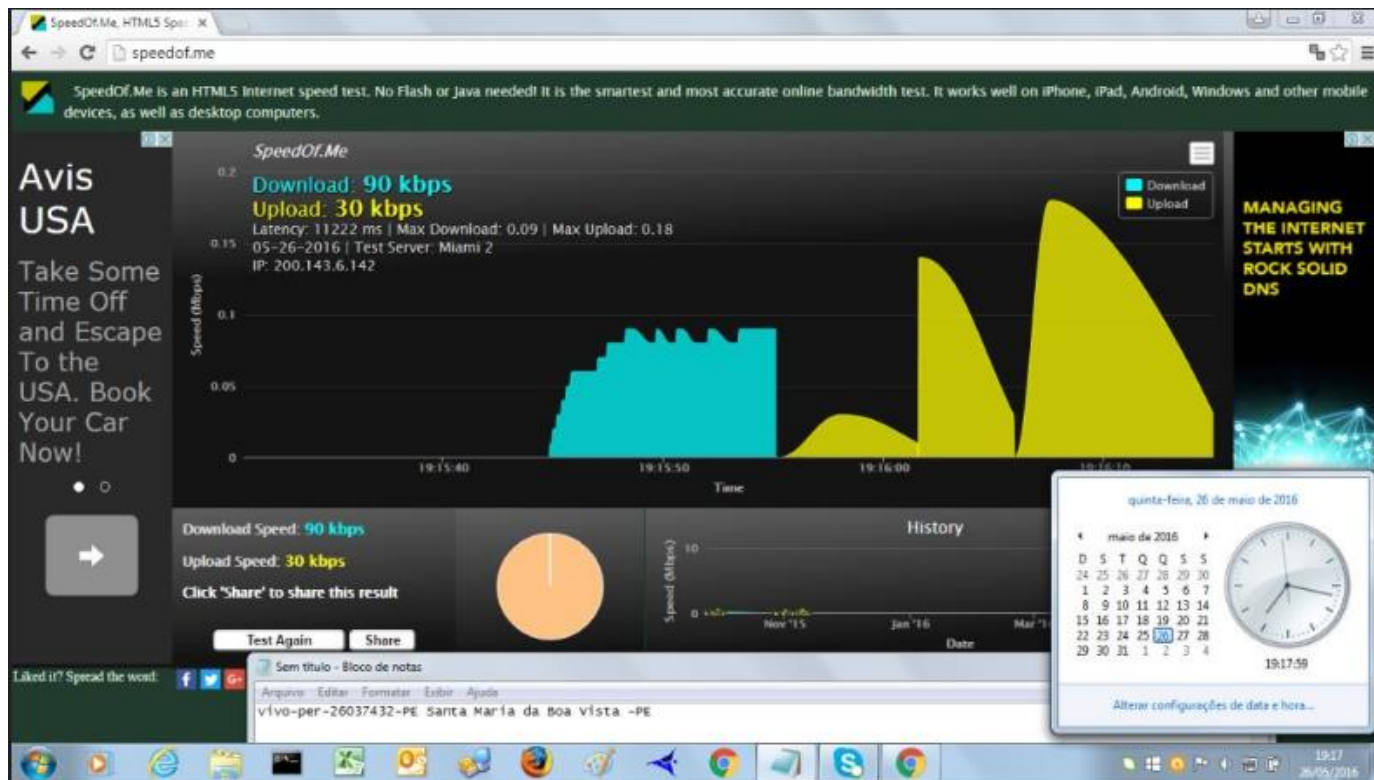 SpeedOf.Me, HTML5 Spe
speedof.me
SpeedOf.Me is an HTML5 Internet speed test. No Flash or Java needed! It is the smartest and most accurate online bandwidth test. It works well on iPhone, iPad, Android, Windows and other mobile
devices, as well as desktop computers.
Avis
USA
Take Some
Time Off
and Escape
To the
USA. Book
Your Car
Now!
SpeedOf.Me
Download: 90 kbps
Upload: 30 kbps
Latency: 11222 ms | Max Download: 0.09 | Max Upload: 0.18
05-26-2016 | Test Server: Miami 2
IP: 200.143.6.142
Download
Upload
0.2
0.15
0.1
0.05
0
Speed (Mbps)
19:15:40 19:15:50 19:16:00 19:16:10
Time
MANAGING
THE INTERNET
STARTS WITH
ROCK SOLID
DNS
Download Speed: 90 kbps
Upload Speed: 30 kbps
Click 'Share' to share this result
Test Again Share
History
Speed (Mbps)
10
0
Nov '15 Jan '16 Mar '1
Date
quinta-feira, 26 de maio de 2016
maio de 2016
D S T Q Q S S
24 25 26 27 28 29 30
1 2 3 4 5 6 7
8 9 10 11 12 13 14
15 16 17 18 19 20 21
22 23 24 25 26 27 28
29 30 31 1 2 3 4
19:17:59
Alterar configurações de data e hora...
Liked it? Spread the word:
Sem título - Bloco de notas
Arquivo Editar Formatar Exibir Ajuda
vivo-per-26037432-PE Santa Maria da Boa Vista -PE
19:17
26/05/2016